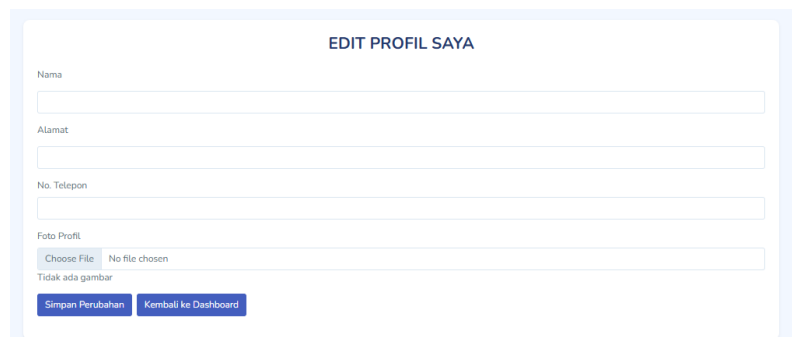 EDIT PROFIL SAYA
Nama
Alamat
No. Telepon
Foto Profil
Choose File No file chosen
Tidak ada gambar
Simpan Perubahan Kembali ke Dashboard